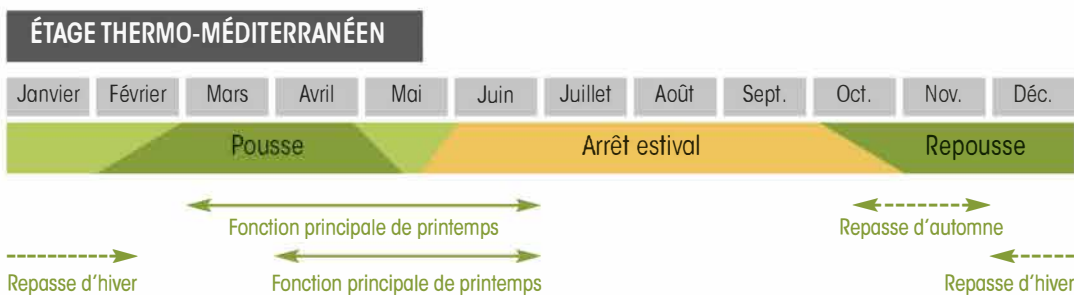 ÉTAGE THERMO-MÉDITERRANÉEN
Janvier Février Mars Avril Mai Juin Juillet Août Sept. Oct. Nov. Déc.
Pousse Arrêt estival Repousse
Fonction principale de printemps Repasse d'automne
Repasse d'hiver Fonction principale de printemps Repasse d'hiver